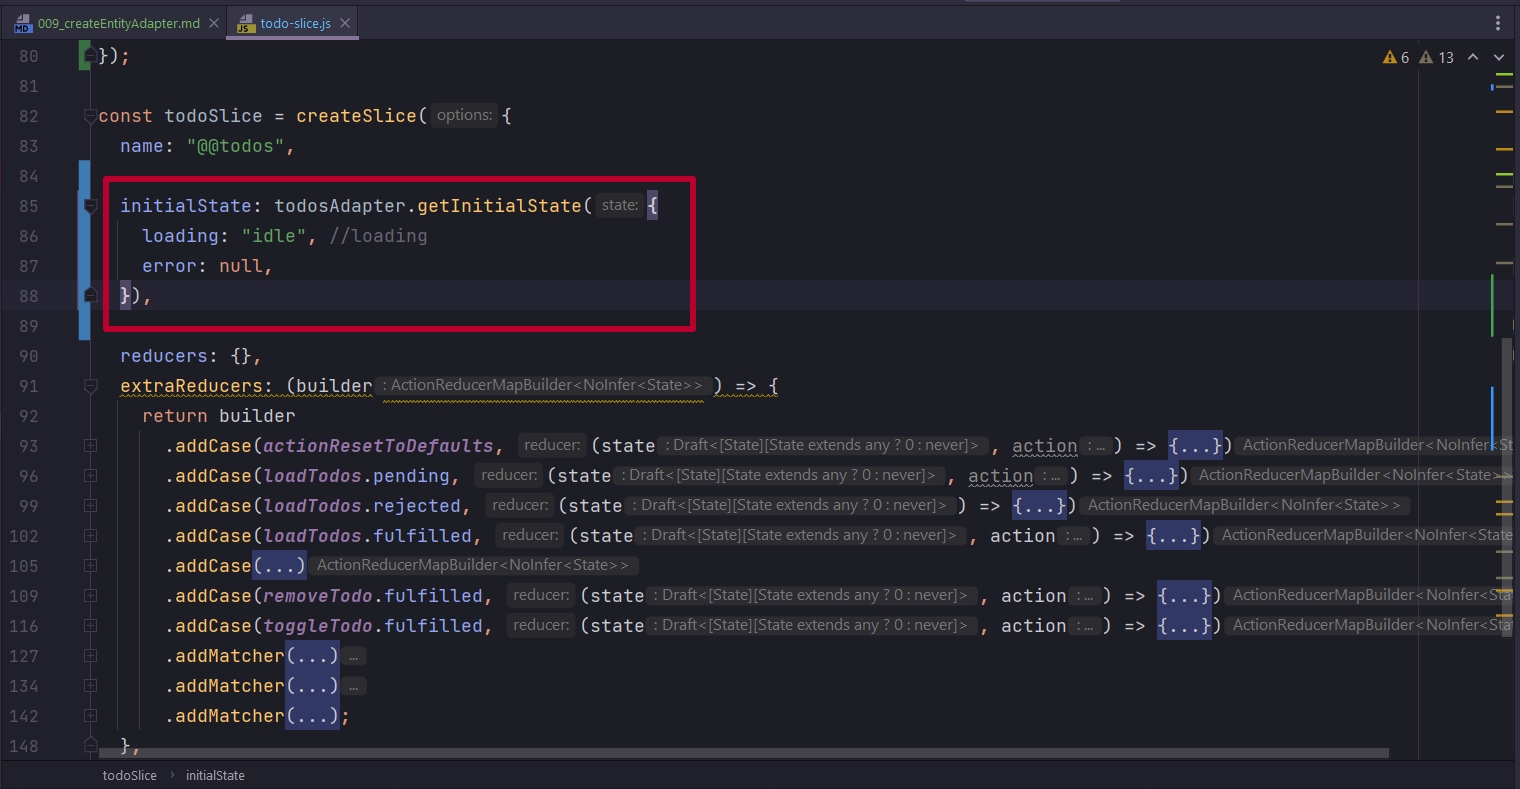 009_createEntityAdapter.md
todo-slice.js
6 13
80 });
81
82 const todoSlice = createSlice( options: {
83 name: "@@todos",
84
85 initialState: todosAdapter.getInitialState( state: {
86 loading: "idle", //loading
87 error: null,
88 }),
89
90 reducers: {},
91 extraReducers: (builder : ActionReducerMapBuilder<NoInfer<State>> ) => {
92 return builder
93 .addCase(actionResetToDefaults, reducer: (state : Draft<[State][State extends any ? 0 : never]> , action : ... ) => {...}) ActionReducerMapBuilder<NoInfer<St
96 .addCase(loadTodos.pending, reducer: (state : Draft<[State][State extends any ? 0 : never]> , action : ... ) => {...}) ActionReducerMapBuilder<NoInfer<State>>
99 .addCase(loadTodos.rejected, reducer: (state : Draft<[State][State extends any ? 0 : never]> ) => {...}) ActionReducerMapBuilder<NoInfer<State>>
102 .addCase(loadTodos.fulfilled, reducer: (state : Draft<[State][State extends any ? 0 : never]> , action : ... ) => {...}) ActionReducerMapBuilder<NoInfer<State
105 .addCase(...) ActionReducerMapBuilder<NoInfer<State>>
109 .addCase(removeTodo.fulfilled, reducer: (state : Draft<[State][State extends any ? 0 : never]> , action : ... ) => {...}) ActionReducerMapBuilder<NoInfer<Sta
116 .addCase(toggleTodo.fulfilled, reducer: (state : Draft<[State][State extends any ? 0 : never]> , action : ... ) => {...}) ActionReducerMapBuilder<NoInfer<Sta
127 .addMatcher(...) ...
134 .addMatcher(...) ...
142 .addMatcher(...);
148 },
todoSlice › initialState